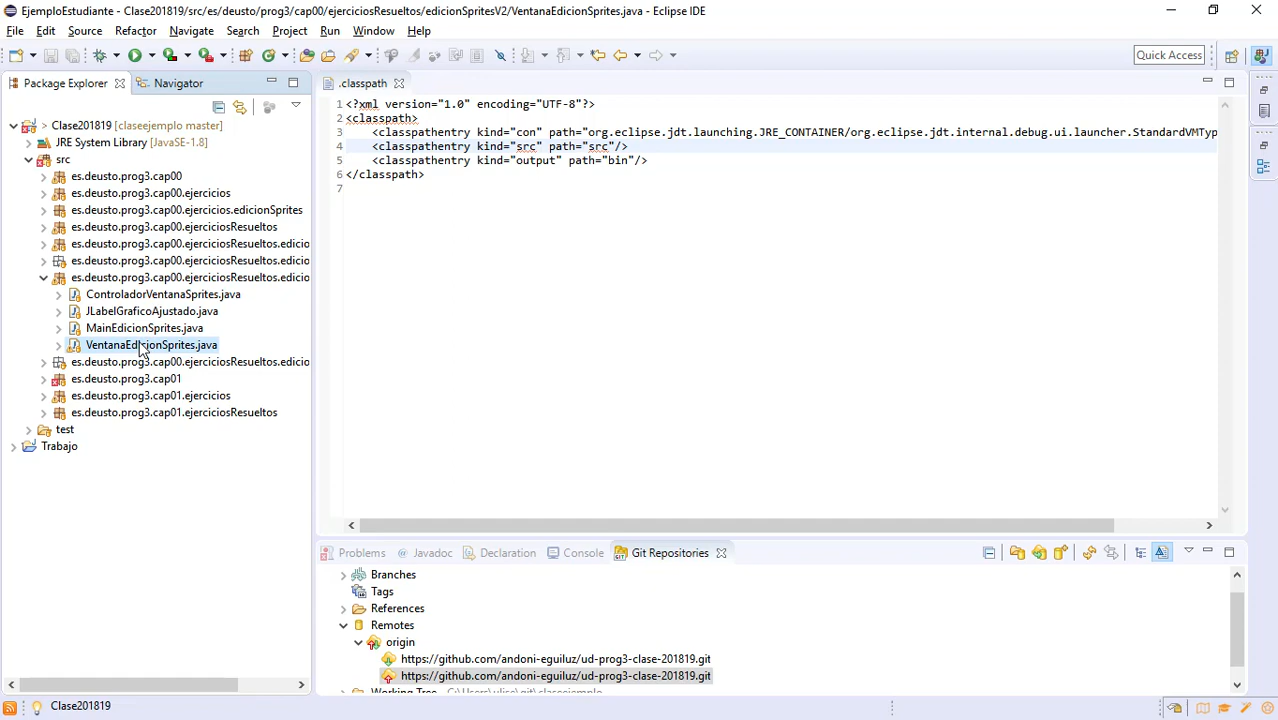 EjemploEstudiante - Clase201819/src/es/deusto/prog3/cap00/ejerciciosResueltos/edicionSpritesV2/VentanaEdicionSprites.java - Eclipse IDE
File Edit Source Refactor Navigate Search Project Run Window Help
Quick Access
Package Explorer
Navigator
> Clase201819 [claseejemplo master]
JRE System Library [JavaSE-1.8]
src
es.deusto.prog3.cap00
es.deusto.prog3.cap00.ejercicios
es.deusto.prog3.cap00.ejercicios.edicionSprites
es.deusto.prog3.cap00.ejerciciosResueltos
es.deusto.prog3.cap00.ejerciciosResueltos.edicio
es.deusto.prog3.cap00.ejerciciosResueltos.edicio
es.deusto.prog3.cap00.ejerciciosResueltos.edicio
ControladorVentanaSprites.java
JLabelGraficoAjustado.java
MainEdicionSprites.java
VentanaEdicionSprites.java
es.deusto.prog3.cap00.ejerciciosResueltos.edicio
es.deusto.prog3.cap01
es.deusto.prog3.cap01.ejercicios
es.deusto.prog3.cap01.ejerciciosResueltos
test
Trabajo
.classpath
1 <?xml version="1.0" encoding="UTF-8"?>
2 <classpath>
3 <classpathentry kind="con" path="org.eclipse.jdt.launching.JRE_CONTAINER/org.eclipse.jdt.internal.debug.ui.launcher.StandardVMTyp
4 <classpathentry kind="src" path="src"/>
5 <classpathentry kind="output" path="bin"/>
6 </classpath>
7
Problems
Javadoc
Declaration
Console
Git Repositories
Branches
Tags
References
Remotes
origin
https://github.com/andoni-eguiluz/ud-prog3-clase-201819.git
https://github.com/andoni-eguiluz/ud-prog3-clase-201819.git
Clase201819